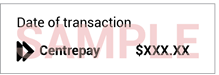 SAMPLE
Date of transaction
Centrepay $XXX.XX